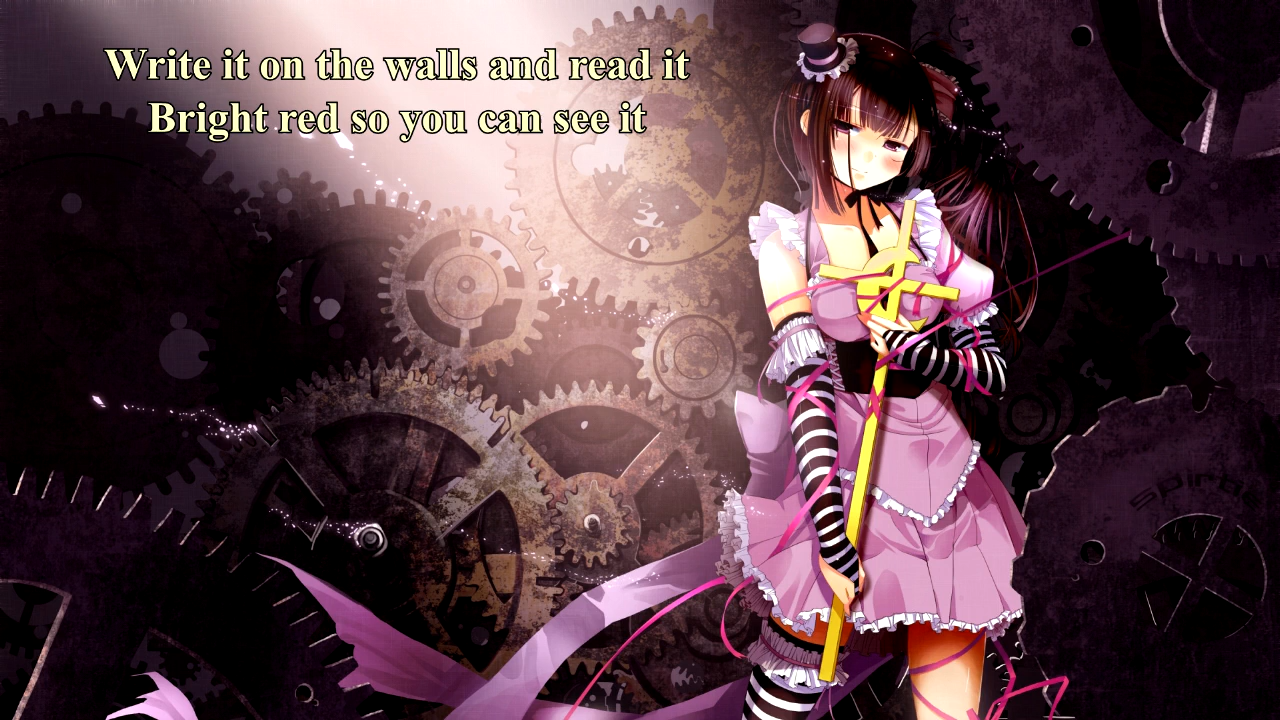 Write it on the walls and read it
Bright red so you can see it